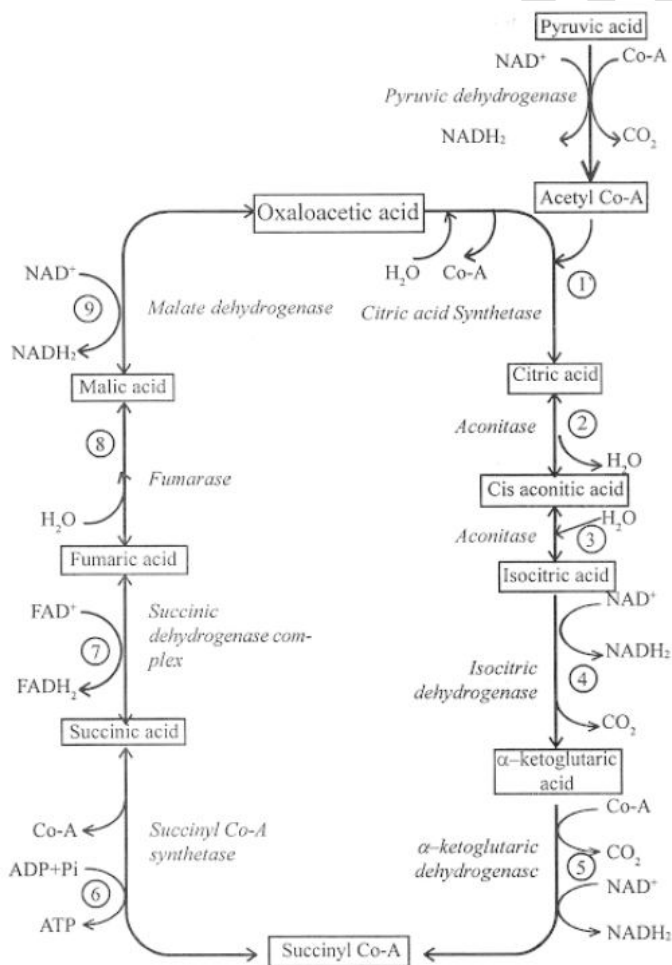 Pyruvic acid
NAD⁺
Co-A
Pyruvic dehydrogenase
NADH₂
CO₂
Acetyl Co-A
Oxaloacetic acid
H₂O
Co-A
1
Citric acid Synthetase
Citric acid
Aconitase
2
H₂O
Cis aconitic acid
Aconitase
H₂O
3
Isocitric acid
NAD⁺
NADH₂
Isocitric
dehydrogenase
4
CO₂
α–ketoglutaric
acid
Co-A
α–ketoglutaric
dehydrogenase
CO₂
5
NAD⁺
NADH₂
Succinyl Co-A
Co-A
Succinyl Co-A
synthetase
ADP+Pi
6
ATP
Succinic acid
FAD⁺
7
FADH₂
Succinic
dehydrogenase com-
plex
Fumaric acid
H₂O
Fumarase
8
Malic acid
NAD⁺
9
NADH₂
Malate dehydrogenase